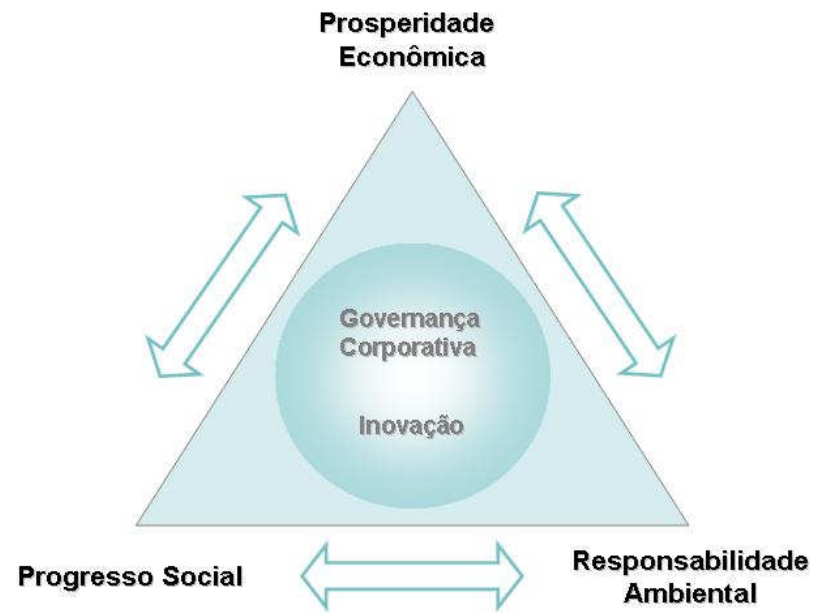 Prosperidade
Econômica
Governança
Corporativa
Inovação
Progresso Social
Responsabilidade
Ambiental